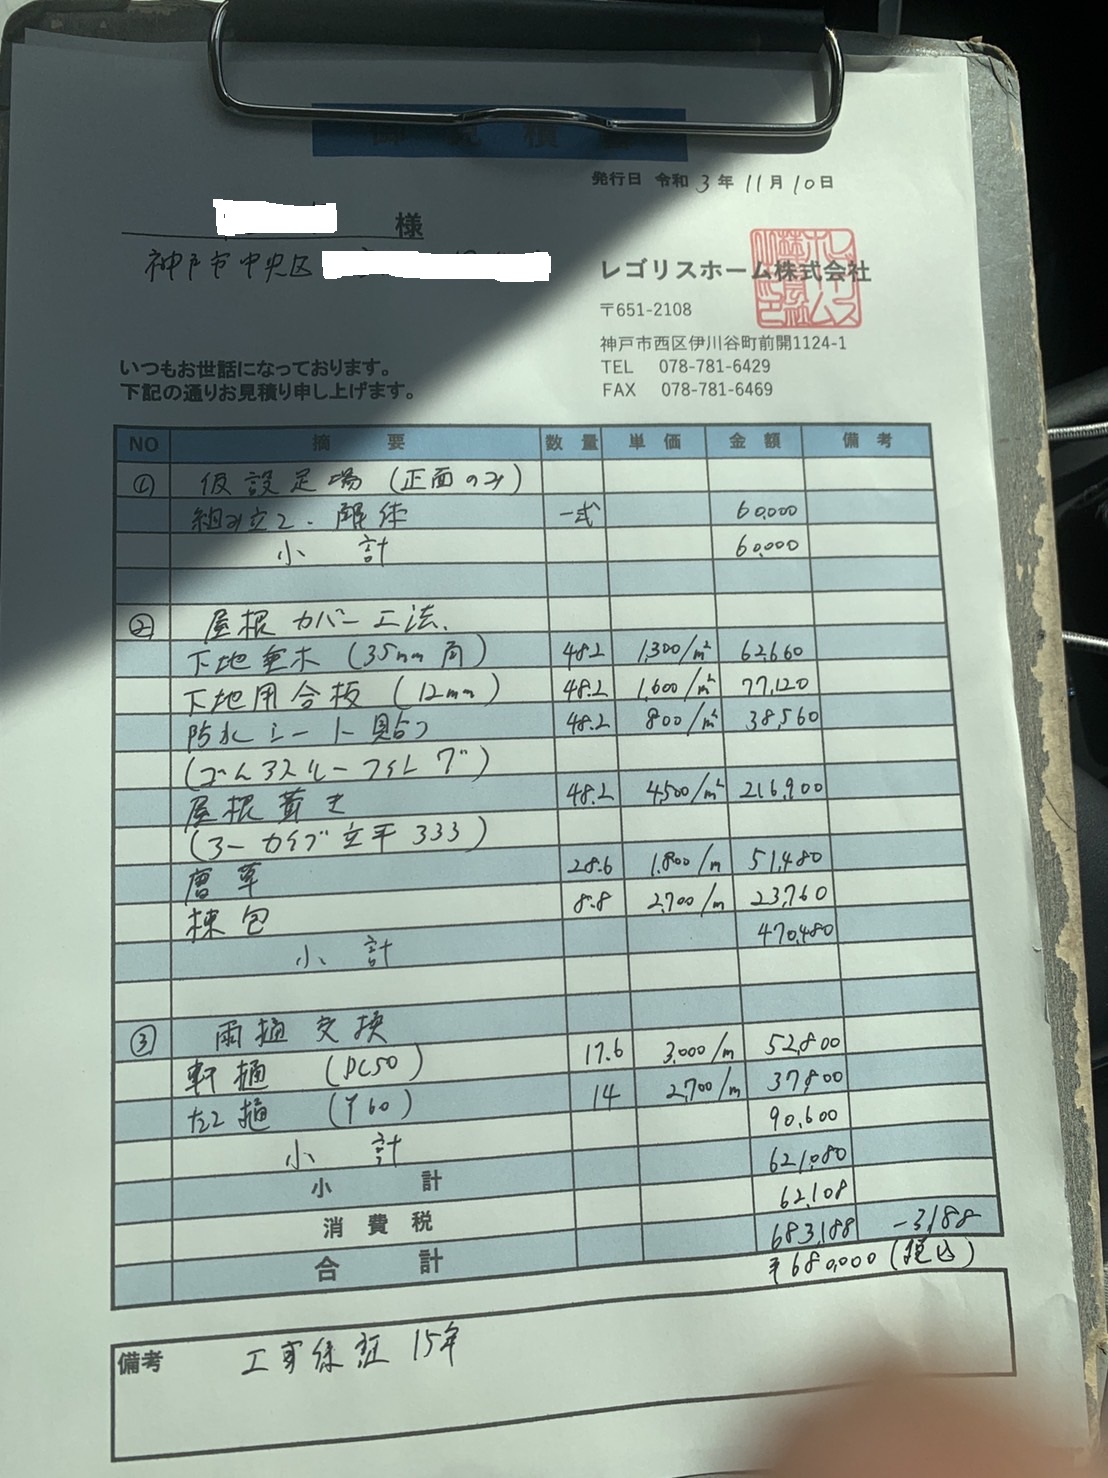 御見積書
発行日 令和 3年 11月 10日
様
神戸市中央区
レゴリスホーム株式会社
〒651-2108
神戸市西区伊川谷町前開1124-1
TEL 078-781-6429
FAX 078-781-6469
いつもお世話になっております。
下記の通りお見積り申し上げます。
NO 摘要 数量 単価 金額 備考
① 仮設足場 (正面のみ)
組み立て、解体 一式 60,000
小計 60,000
② 屋根カバー工法
下地垂木 (35mm角) 48.2 1,300/m² 62,660
下地用合板 (12mm) 48.2 1,600/m² 77,120
防水シート貼り 48.2 800/m² 38,560
(ゴムアスルーフィング)
屋根葺き 48.2 4,500/m² 216,900
立平333)
唐草 28.6 1,800/m 51,480
棟包 8.8 2,700/m 23,760
小計 470,480
③ 雨樋交換
軒樋 (PC50) 17.6 3,000/m 52,800
たて樋 (T60) 14 2,700/m 37,800
小計 90,600
小計 621,080
消費税 62,108
合計 683,188 -3,188
¥680,000(税込)
備考 工事保証 15年